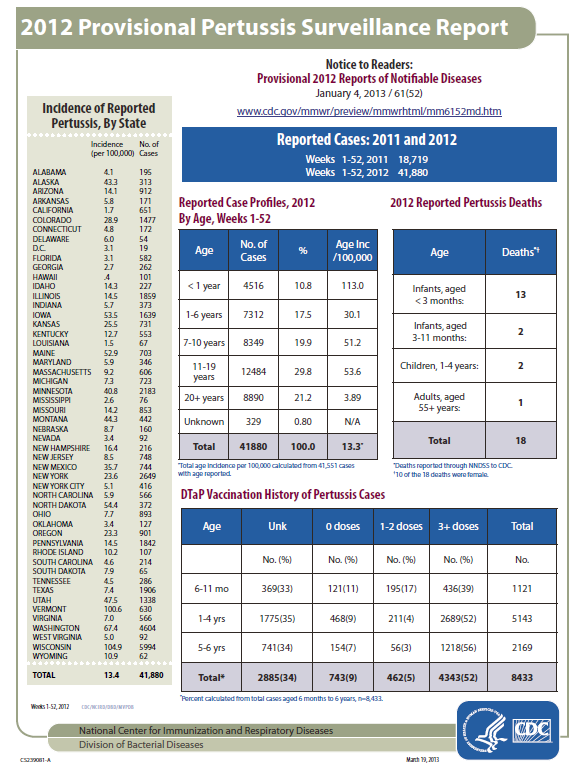 2012 Provisional Pertussis Surveillance Report
Notice to Readers:
Provisional 2012 Reports of Notifiable Diseases
January 4, 2013 / 61(52)
www.cdc.gov/mmwr/preview/mmwrhtml/mm6152md.htm
Incidence of Reported
Pertussis, By State
Incidence No. of
(per 100,000) Cases
ALABAMA 4.1 195
ALASKA 43.3 313
ARIZONA 14.1 912
ARKANSAS 5.8 171
CALIFORNIA 1.7 651
COLORADO 28.9 1477
CONNECTICUT 4.8 172
DELAWARE 6.0 54
D.C. 3.1 19
FLORIDA 3.1 582
GEORGIA 2.7 262
HAWAII .4 101
IDAHO 14.3 227
ILLINOIS 14.5 1859
INDIANA 5.7 373
IOWA 53.5 1639
KANSAS 25.5 731
KENTUCKY 12.7 553
LOUISIANA 1.5 67
MAINE 52.9 703
MARYLAND 5.9 346
MASSACHUSETTS 9.2 606
MICHIGAN 7.3 723
MINNESOTA 40.8 2183
MISSISSIPPI 2.6 76
MISSOURI 14.2 853
MONTANA 44.3 442
NEBRASKA 8.7 160
NEVADA 3.4 92
NEW HAMPSHIRE 16.4 216
NEW JERSEY 8.5 748
NEW MEXICO 35.7 744
NEW YORK 23.6 2649
NEW YORK CITY 5.1 416
NORTH CAROLINA 5.9 566
NORTH DAKOTA 54.4 372
OHIO 7.7 893
OKLAHOMA 3.4 127
OREGON 23.3 901
PENNSYLVANIA 14.5 1842
RHODE ISLAND 10.2 107
SOUTH CAROLINA 4.6 214
SOUTH DAKOTA 7.9 65
TENNESSEE 4.5 286
TEXAS 7.4 1906
UTAH 47.5 1338
VERMONT 100.6 630
VIRGINIA 7.0 566
WASHINGTON 67.4 4604
WEST VIRGINIA 5.0 92
WISCONSIN 104.9 5994
WYOMING 10.9 62
TOTAL 13.4 41,880
Weeks 1-52, 2012
Reported Cases: 2011 and 2012
Weeks 1-52, 2011 18,719
Weeks 1-52, 2012 41,880
Reported Case Profiles, 2012
By Age, Weeks 1-52
Age No. of Cases % Age Inc /100,000
< 1 year 4516 10.8 113.0
1-6 years 7312 17.5 30.1
7-10 years 8349 19.9 51.2
11-19 years 12484 29.8 53.6
20+ years 8890 21.2 3.89
Unknown 329 0.80 N/A
Total 41880 100.0 13.3*
*Total age incidence per 100,000 calculated from 41,551 cases
with age reported.
2012 Reported Pertussis Deaths
Age Deaths*†
Infants, aged < 3 months: 13
Infants, aged 3-11 months: 2
Children, 1-4 years: 2
Adults, aged 55+ years: 1
Total 18
*Deaths reported through NNDSS to CDC.
†10 of the 18 deaths were female.
DTaP Vaccination History of Pertussis Cases
Age Unk 0 doses 1-2 doses 3+ doses Total
No. (%) No. (%) No. (%) No. (%) No.
6-11 mo 369(33) 121(11) 195(17) 436(39) 1121
1-4 yrs 1775(35) 468(9) 211(4) 2689(52) 5143
5-6 yrs 741(34) 154(7) 56(3) 1218(56) 2169
Total* 2885(34) 743(9) 462(5) 4343(52) 8433
*Percent calculated from total cases aged 6 months to 6 years, n=8,433.
National Center for Immunization and Respiratory Diseases
Division of Bacterial Diseases
CDC
CS239081-A
March 19, 2013